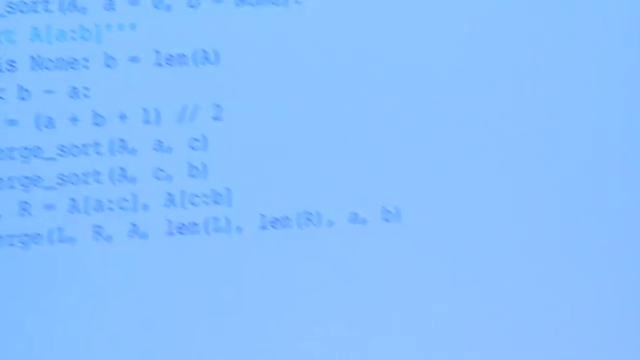 _sort(A, a = 0, b = None):
rt A[a:b]'''
is None: b = len(A)
< b - a:
= (a + b + 1) // 2
erge_sort(A, a, c)
erge_sort(A, c, b)
, R = A[a:c], A[c:b]
erge(L, R, A, len(L), len(R), a, b)